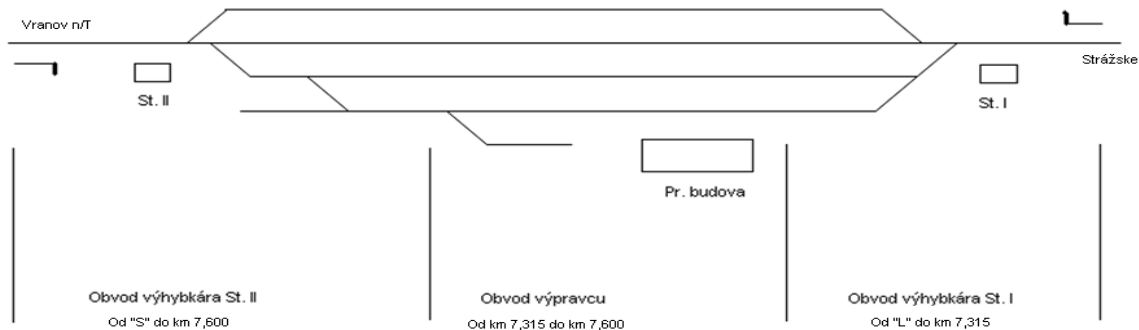 Vranov n/T
Strážske
St. II
St. I
Pr. budova
Obvod výhybkára St. II
Od "S" do km 7,600
Obvod výpravcu
Od km 7,315 do km 7,600
Obvod výhybkára St. I
Od "L" do km 7,315